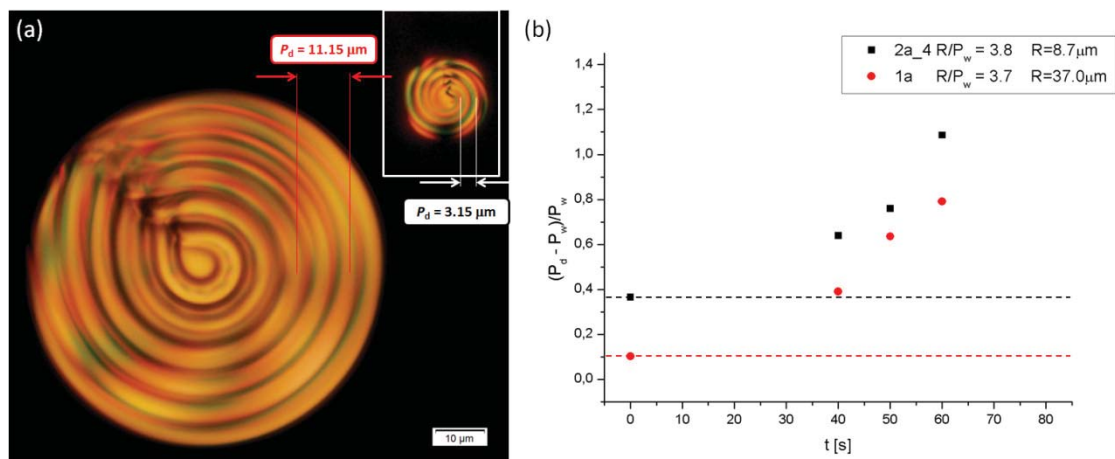 (a)
P_d = 11.15 µm
P_d = 3.15 µm
10 µm
(b)
2a_4 R/P_w = 3.8 R=8.7µm
1a R/P_w = 3.7 R=37.0µm
1,4
1,2
1,0
0,8
0,6
0,4
0,2
0,0
(P_d - P_w)/P_w
0 10 20 30 40 50 60 70 80
t [s]